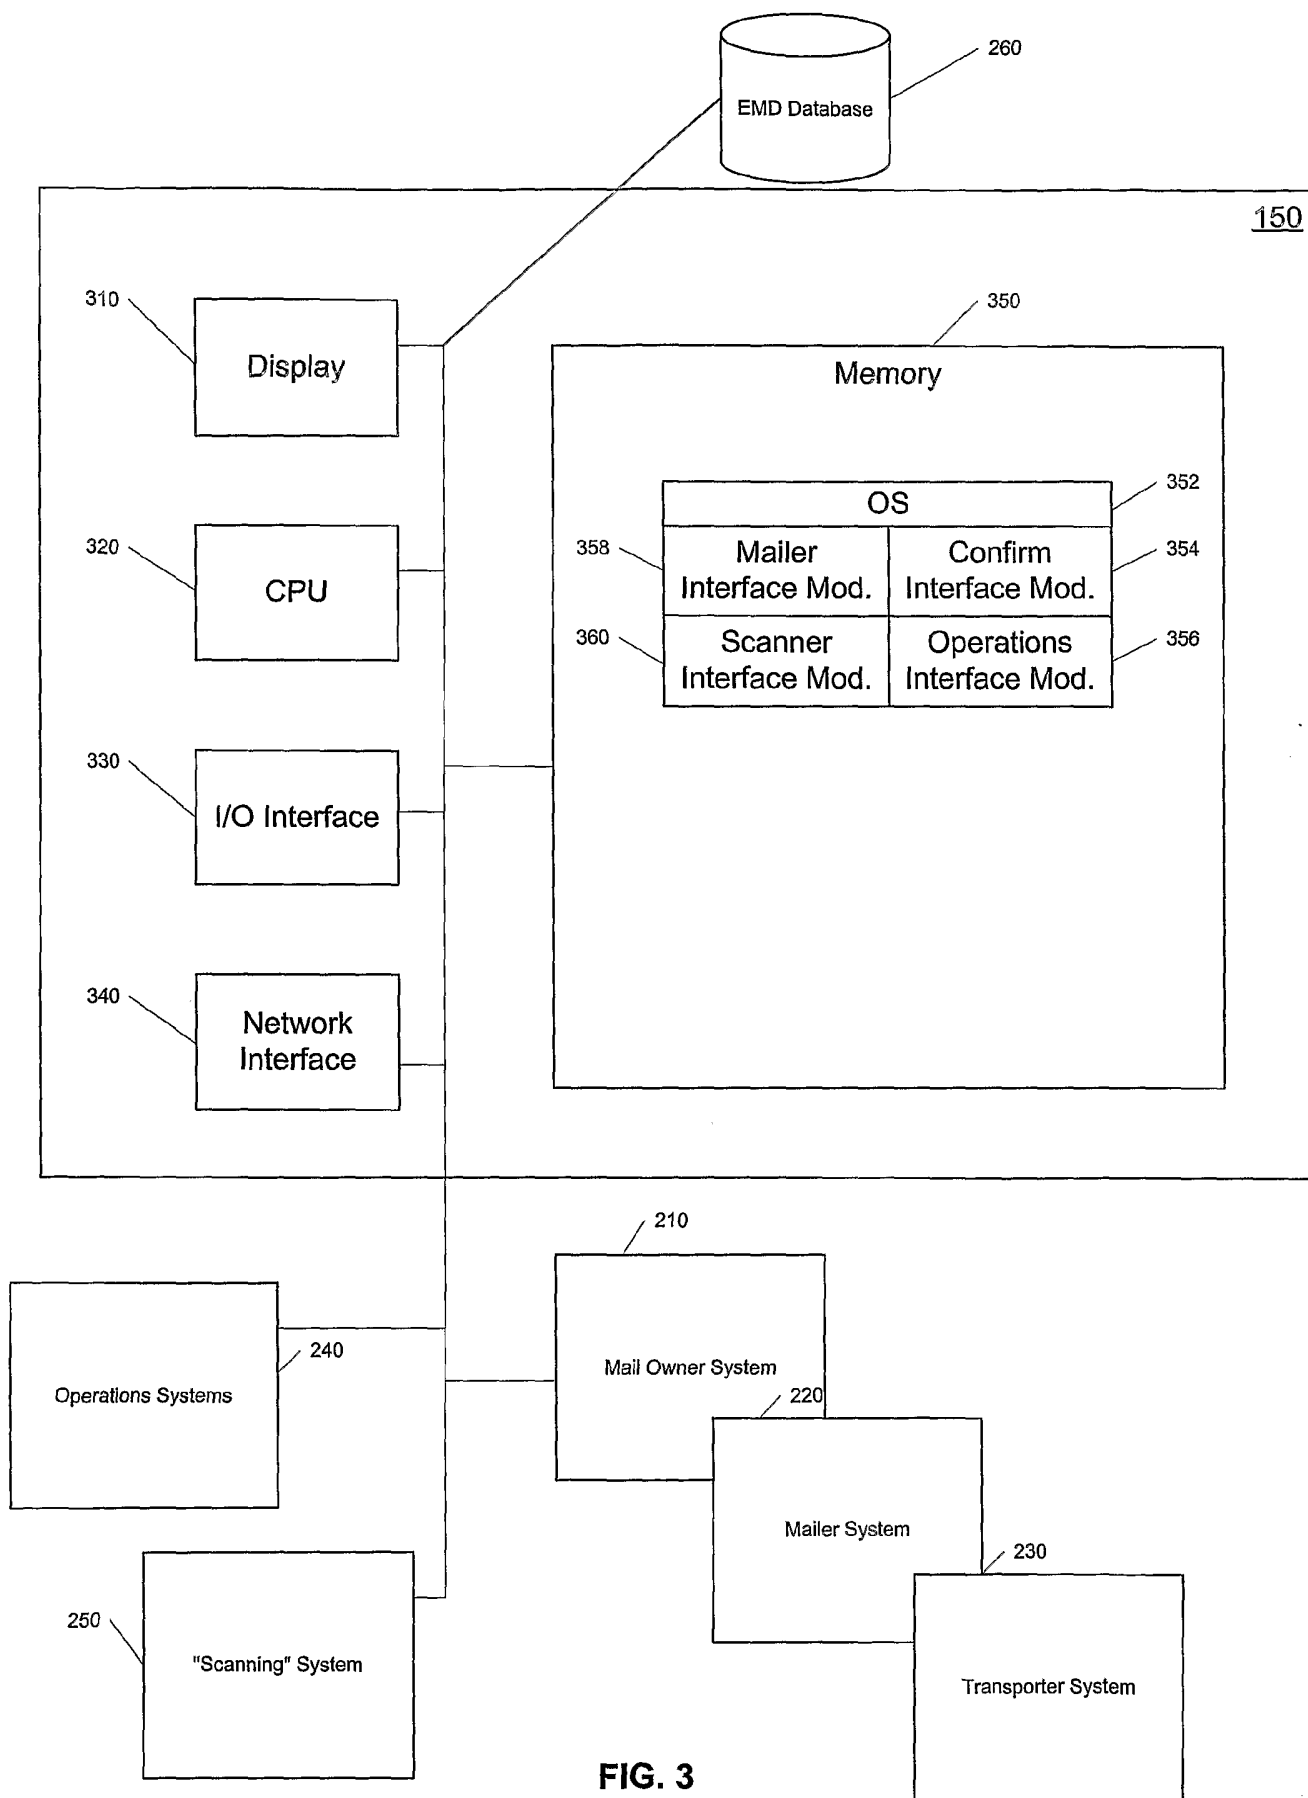 260
EMD Database
150
310
Display
350
Memory
352
OS
320
CPU
358
Mailer
Interface Mod.
Confirm
Interface Mod.
354
360
Scanner
Interface Mod.
Operations
Interface Mod.
356
330
I/O Interface
340
Network
Interface
210
Mail Owner System
240
Operations Systems
220
Mailer System
230
Transporter System
250
"Scanning" System
FIG. 3